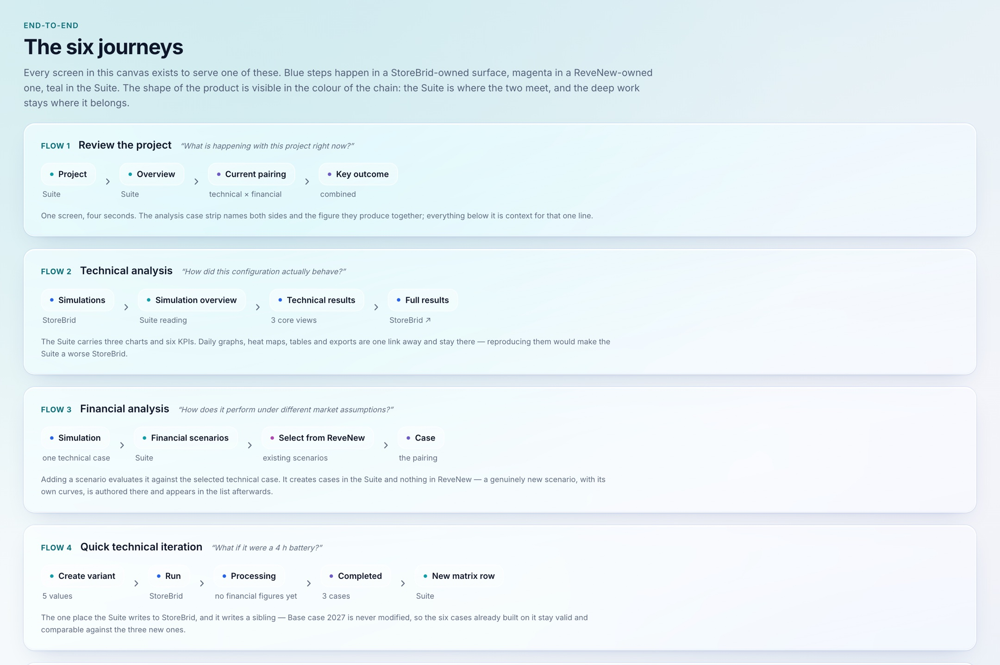 END-TO-END
The six journeys
Every screen in this canvas exists to serve one of these. Blue steps happen in a StoreBrid-owned surface, magenta in a ReveNew-owned
one, teal in the Suite. The shape of the product is visible in the colour of the chain: the Suite is where the two meet, and the deep work
stays where it belongs.
FLOW 1 Review the project “What is happening with this project right now?”
Project › Overview › Current pairing › Key outcome
Suite Suite technical × financial combined
One screen, four seconds. The analysis case strip names both sides and the figure they produce together; everything below it is context for that one line.
FLOW 2 Technical analysis “How did this configuration actually behave?”
Simulations › Simulation overview › Technical results › Full results
StoreBrid Suite reading 3 core views StoreBrid ↗
The Suite carries three charts and six KPIs. Daily graphs, heat maps, tables and exports are one link away and stay there — reproducing them would make the
Suite a worse StoreBrid.
FLOW 3 Financial analysis “How does it perform under different market assumptions?”
Simulation › Financial scenarios › Select from ReveNew › Case
one technical case Suite existing scenarios the pairing
Adding a scenario evaluates it against the selected technical case. It creates cases in the Suite and nothing in ReveNew — a genuinely new scenario, with its
own curves, is authored there and appears in the list afterwards.
FLOW 4 Quick technical iteration “What if it were a 4 h battery?”
Create variant › Run › Processing › Completed › New matrix row
5 values StoreBrid no financial figures yet 3 cases Suite
The one place the Suite writes to StoreBrid, and it writes a sibling — Base case 2027 is never modified, so the six cases already built on it stay valid and
comparable against the three new ones.